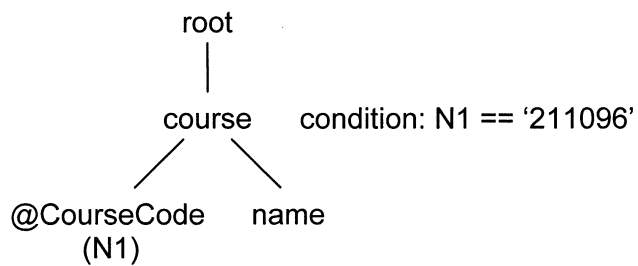 root
course condition: N1 == ‘211096’
@CourseCode name
(N1)